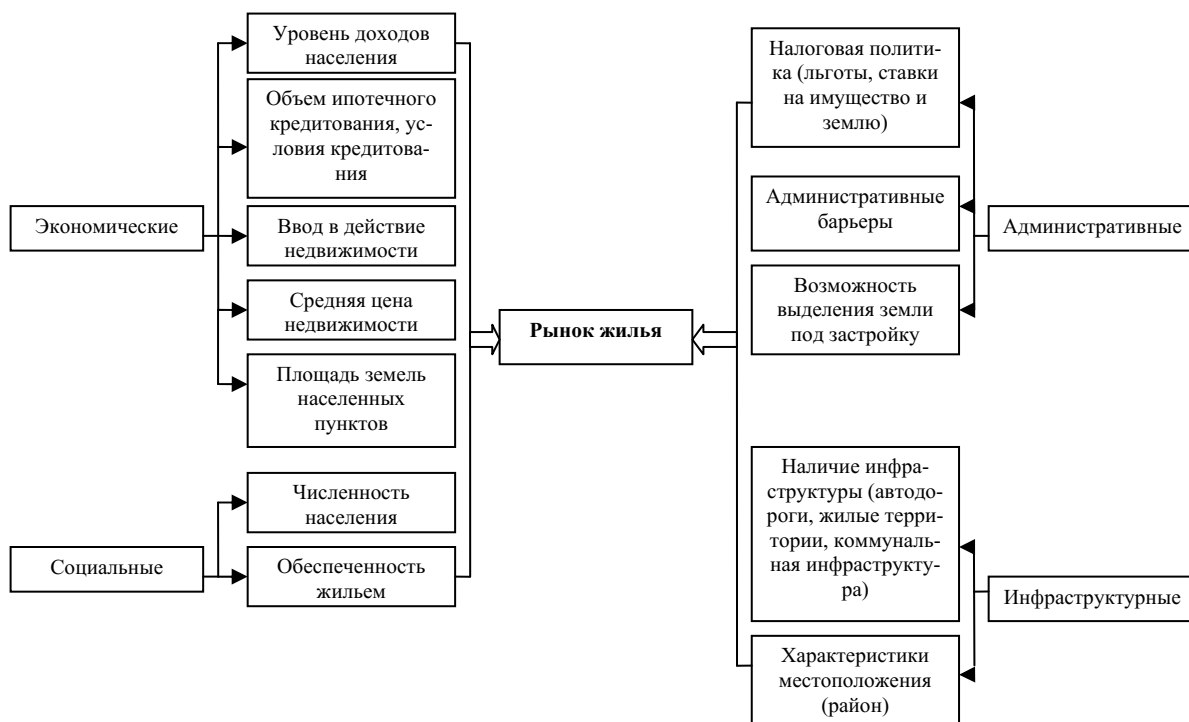 Уровень доходов
населения
Объем ипотечного
кредитования, ус-
ловия кредитова-
ния
Экономические
Ввод в действие
недвижимости
Средняя цена
недвижимости
Площадь земель
населенных
пунктов
Численность
населения
Социальные
Обеспеченность
жильем
Рынок жилья
Налоговая полити-
ка (льготы, ставки
на имущество и
землю)
Административные
барьеры
Административные
Возможность
выделения земли
под застройку
Наличие инфра-
структуры (автодо-
роги, жилые терри-
тории, коммуналь-
ная инфраструкту-
ра)
Инфраструктурные
Характеристики
местоположения
(район)